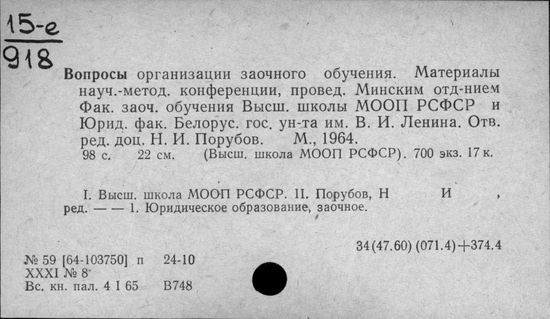 15-е
918
Вопросы организации заочного обучения. Материалы
науч.-метод. конференции, провед. Минским отд-нием
Фак. заоч. обучения Высш. школы МООП РСФСР и
Юрид. фак. Белорус. гос. ун-та им. В. И. Ленина. Отв.
ред. доц. Н. И. Порубов. М., 1964.
98 с. 22 см. (Высш. школа МООП РСФСР). 700 экз. 17 к.
I. Высш. школа МООП РСФСР. II. Порубов, Н И ,
ред. — — 1. Юридическое образование, заочное.
34(47.60)(071.4)+374.4
№ 59 [64-103750] п 24-10
XXXI № 8
Вс. кн. пал. 4 I 65 В748